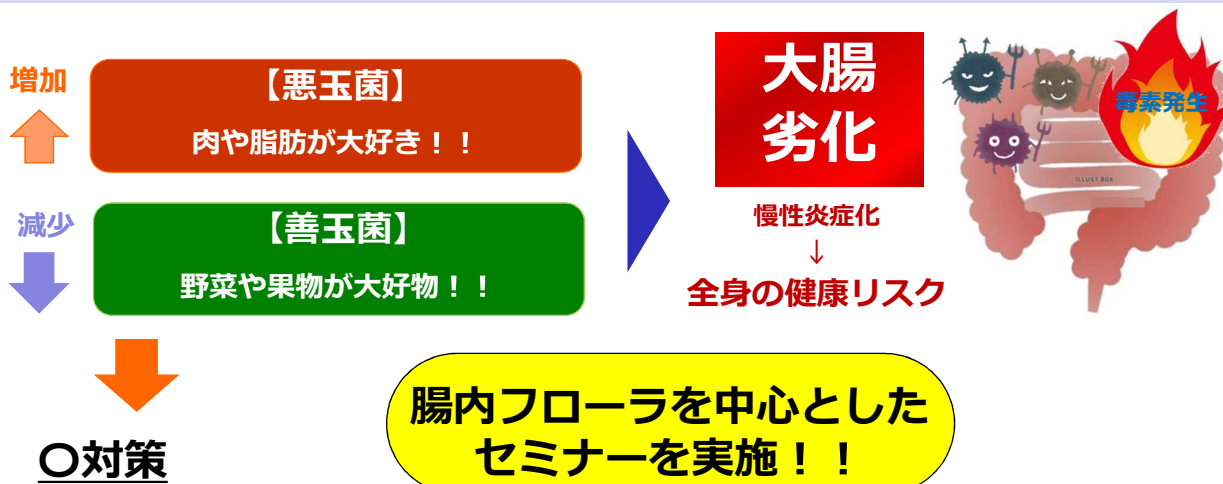 増加
【悪玉菌】
肉や脂肪が大好き！！
減少
【善玉菌】
野菜や果物が大好物！！
大腸
劣化
慢性炎症化
↓
全身の健康リスク
毒素発生
ILLUST BOX
〇対策
腸内フローラを中心とした
セミナーを実施！！